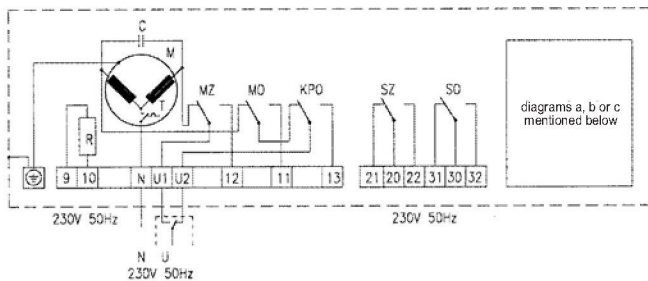 C
M
MZ
MO
KPO
SZ
SO
T
R
diagrams a, b or c
mentioned below
9 10 N U1 U2 12 11 13
21 20 22 31 30 32
230V 50Hz
230V 50Hz
N U
230V 50Hz